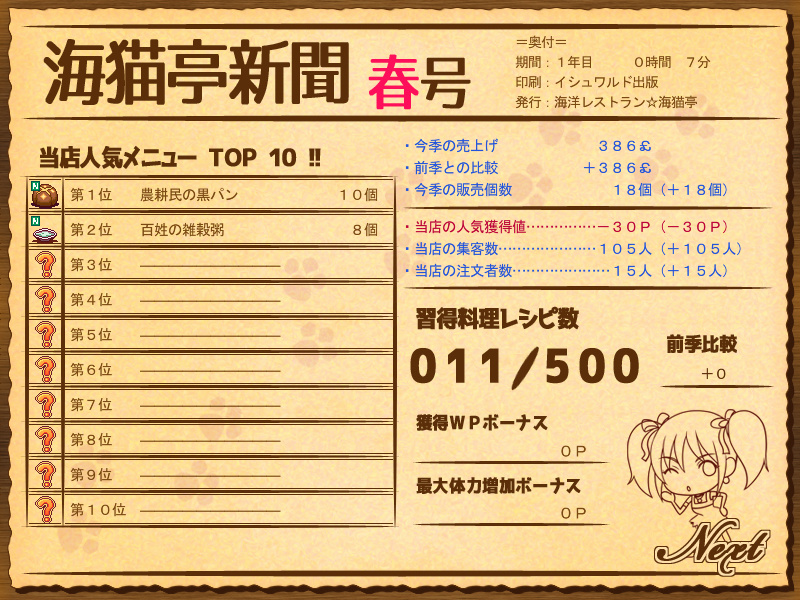 海猫亭新聞 春号
＝奥付＝
期間：１年目　　０時間　７分
印刷：イシュワルド出版
発行：海洋レストラン☆海猫亭
当店人気メニュー TOP 10 !!
N 第１位　農耕民の黒パン　１０個
N 第２位　百姓の雑穀粥　８個
第３位　――――――――――
第４位　――――――――――
第５位　――――――――――
第６位　――――――――――
第７位　――――――――――
第８位　――――――――――
第９位　――――――――――
第１０位　――――――――――
・今季の売上げ　３８６£
・前季との比較　＋３８６£
・今季の販売個数　１８個（＋１８個）
・当店の人気獲得値……………－３０Ｐ（－３０Ｐ）
・当店の集客数…………………１０５人（＋１０５人）
・当店の注文者数…………………１５人（＋１５人）
習得料理レシピ数
011/500
前季比較
＋０
獲得ＷＰボーナス
０Ｐ
最大体力増加ボーナス
０Ｐ
Next